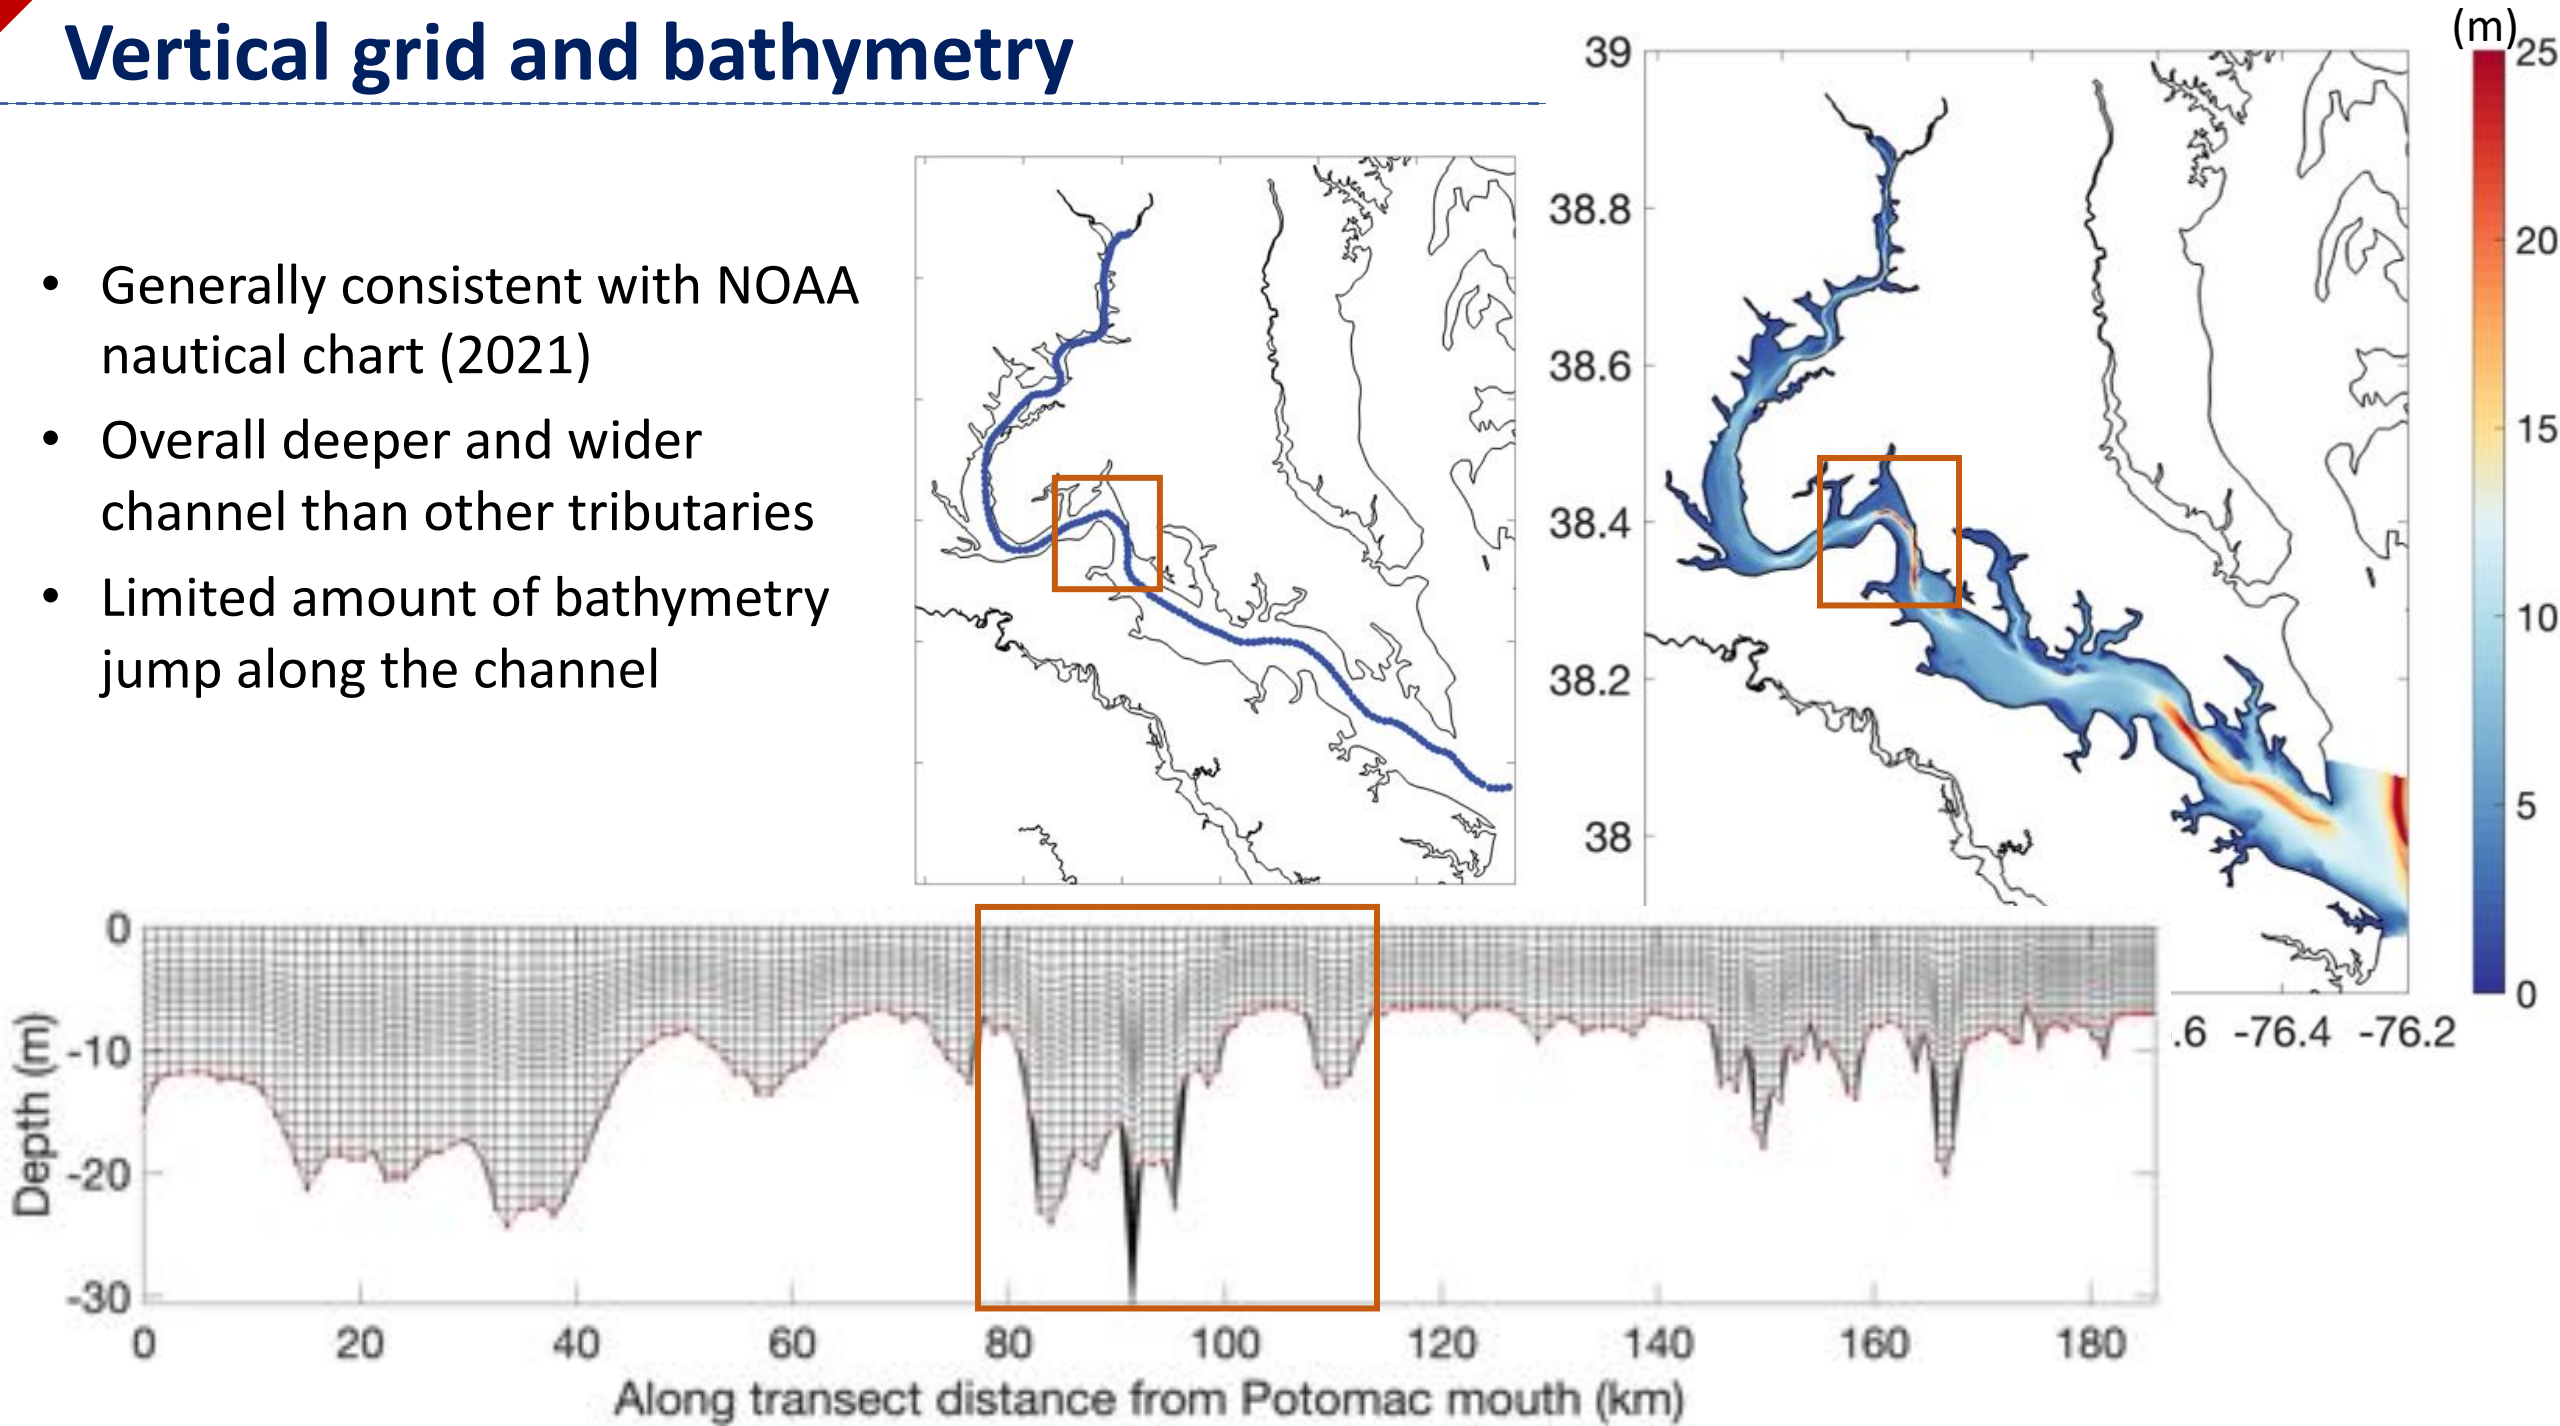 Vertical grid and bathymetry
• Generally consistent with NOAA
nautical chart (2021)
• Overall deeper and wider
channel than other tributaries
• Limited amount of bathymetry
jump along the channel
(m)
39
38.8
38.6
38.4
38.2
38
.6 -76.4 -76.2
25
20
15
10
5
0
Depth (m)
0
-10
-20
-30
0 20 40 60 80 100 120 140 160 180
Along transect distance from Potomac mouth (km)